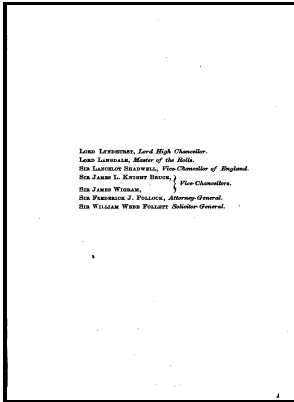 LORD LYNDHURST, Lord High Chancellor.
LORD LANGDALE, Master of the Rolls.
SIR LANCELOT SHADWELL, Vice-Chancellor of England.
SIR JAMES L. KNIGHT BRUCE,
SIR JAMES WIGRAM,
} Vice-Chancellors.
SIR FREDERICK J. POLLOCK, Attorney-General.
SIR WILLIAM WEBB FOLLETT Solicitor-General.